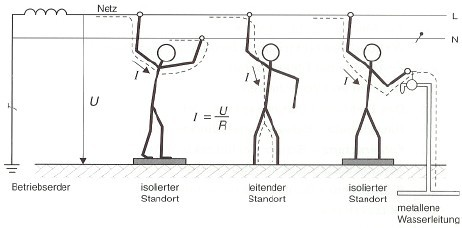 Netz
L
N
I
I
I
U
I = U/R
Betriebserder
isolierter
Standort
leitender
Standort
isolierter
Standort
metallene
Wasserleitung